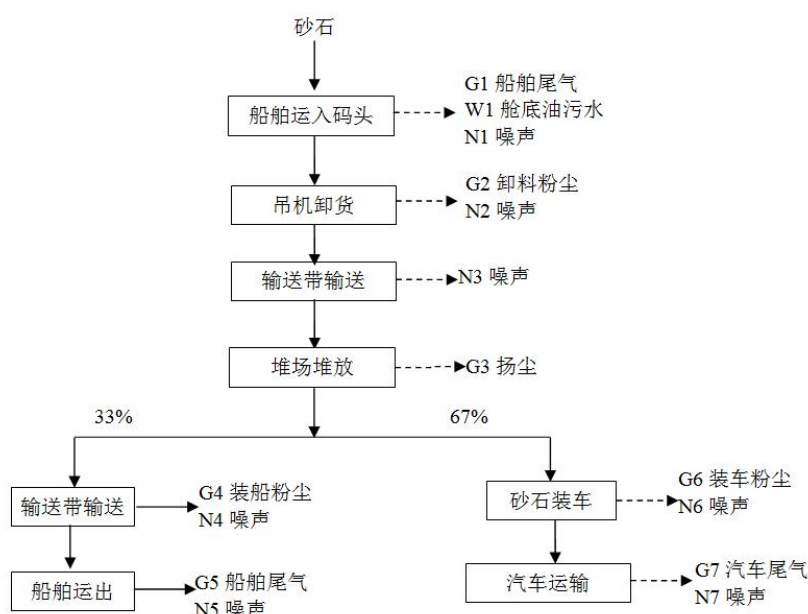 砂石
船舶运入码头
G1 船舶尾气
W1 舱底油污水
N1 噪声
吊机卸货
G2 卸料粉尘
N2 噪声
输送带输送
N3 噪声
堆场堆放
G3 扬尘
33%
67%
输送带输送
G4 装船粉尘
N4 噪声
砂石装车
G6 装车粉尘
N6 噪声
船舶运出
G5 船舶尾气
N5 噪声
汽车运输
G7 汽车尾气
N7 噪声